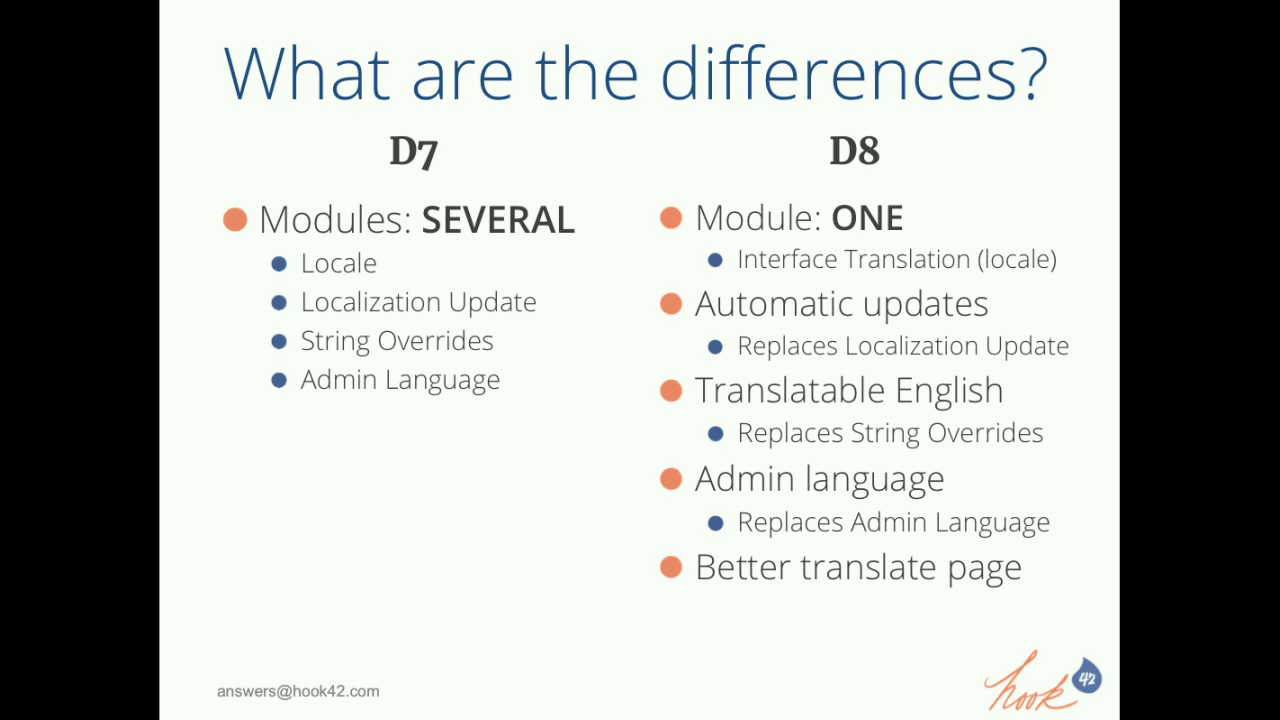 What are the differences?
D7
Modules: SEVERAL
Locale
Localization Update
String Overrides
Admin Language
D8
Module: ONE
Interface Translation (locale)
Automatic updates
Replaces Localization Update
Translatable English
Replaces String Overrides
Admin language
Replaces Admin Language
Better translate page
answers@hook42.com
hook 42